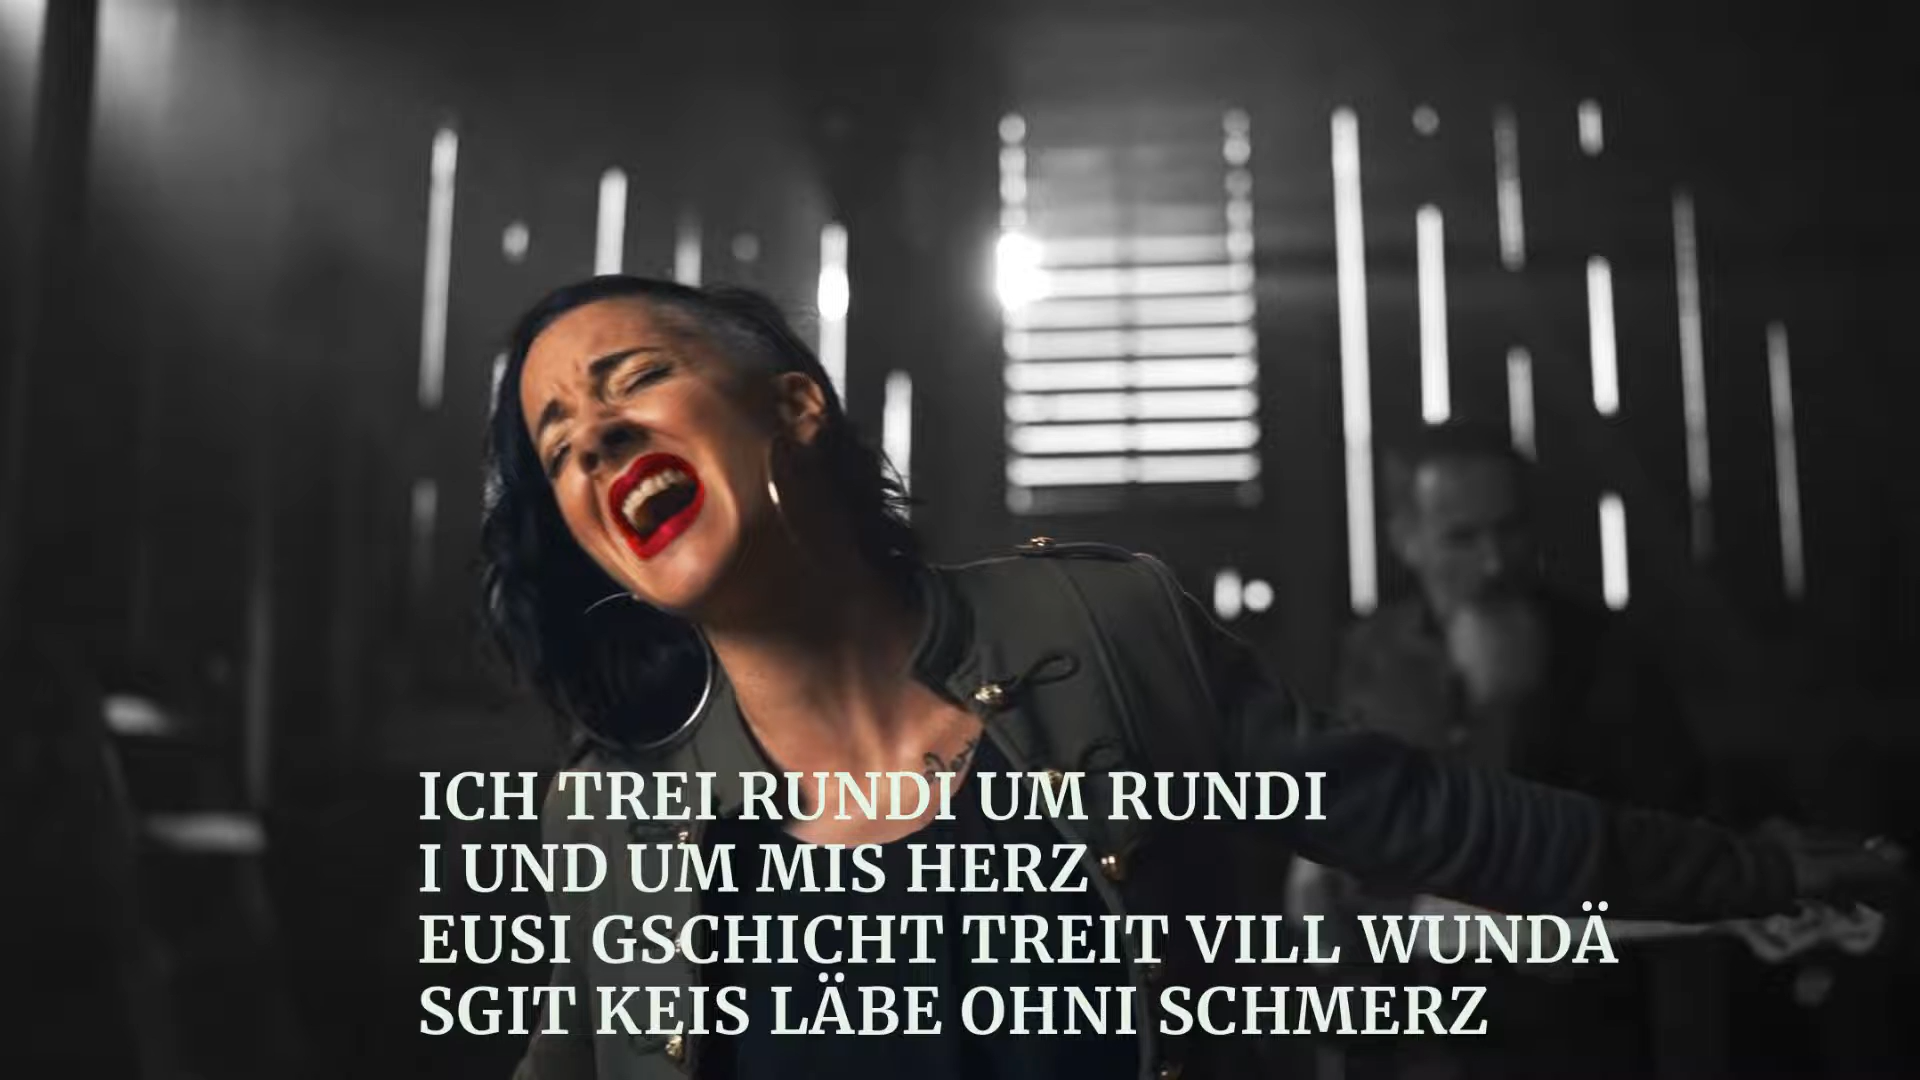 ICH TREI RUNDI UM RUNDI
I UND UM MIS HERZ
EUSI GSCHICHT TREIT VILL WUNDÄ
SGIT KEIS LÄBE OHNI SCHMERZ